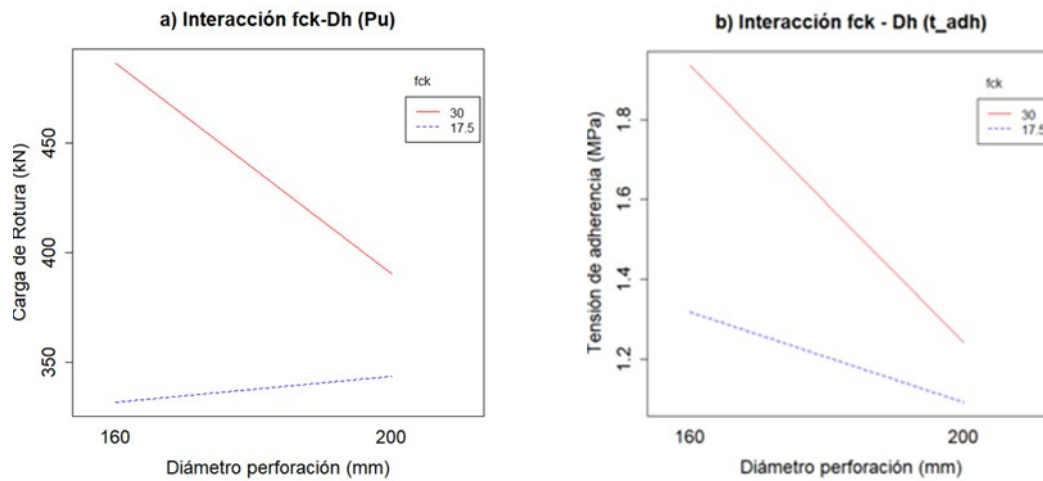 a) Interacción fck-Dh (Pu)
Carga de Rotura (kN)
450
400
350
fck
30
17.5
160
200
Diámetro perforación (mm)
b) Interacción fck - Dh (t_adh)
Tensión de adherencia (MPa)
1.8
1.6
1.4
1.2
fck
30
17.5
160
200
Diámetro perforación (mm)